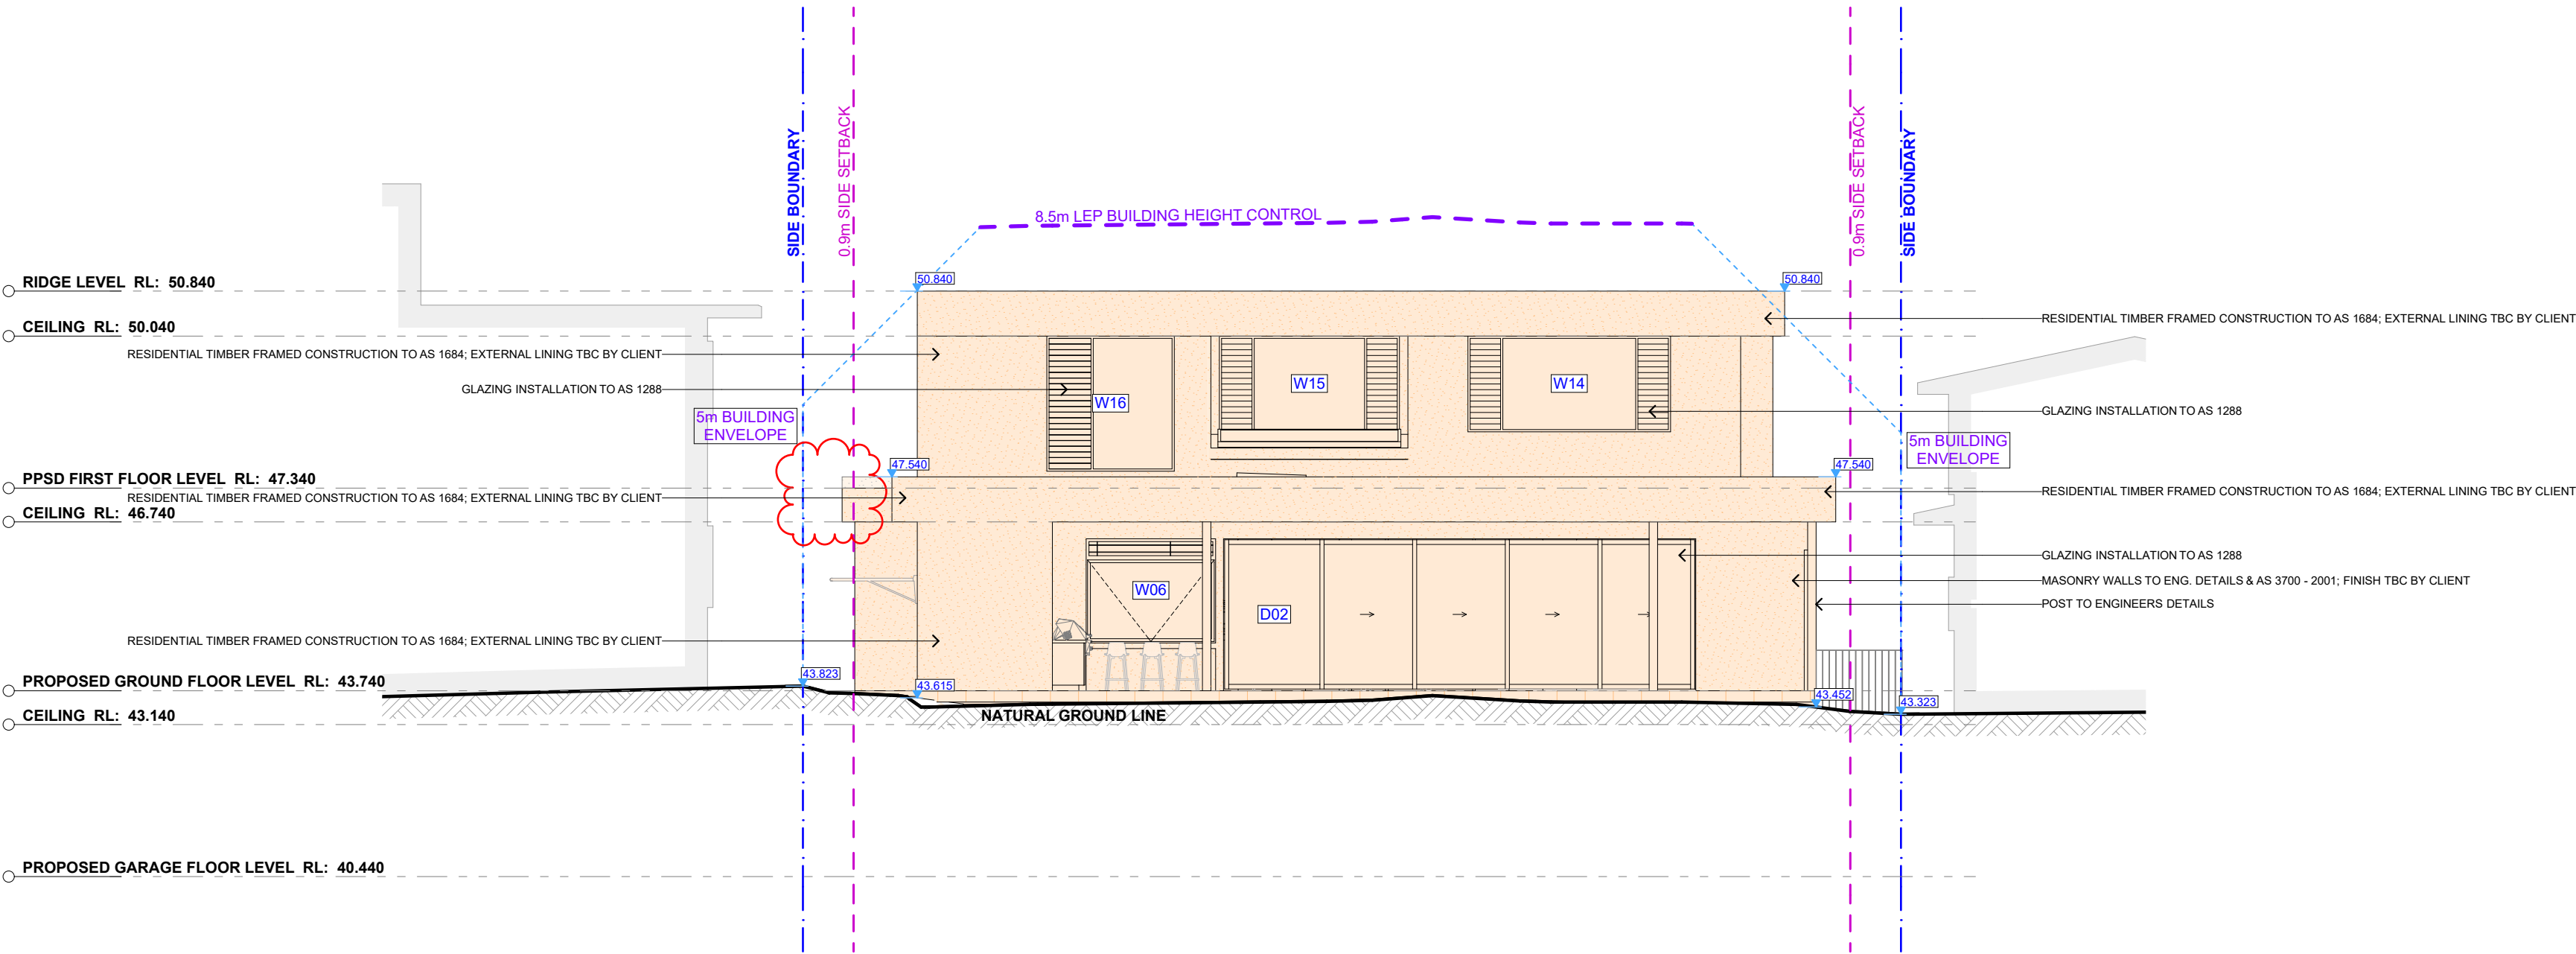 SIDE BOUNDARY
0.9m SIDE SETBACK
0.9m SIDE SETBACK
SIDE BOUNDARY
8.5m LEP BUILDING HEIGHT CONTROL
RIDGE LEVEL RL: 50.840
50.840
50.840
RESIDENTIAL TIMBER FRAMED CONSTRUCTION TO AS 1684; EXTERNAL LINING TBC BY CLIENT
CEILING RL: 50.040
RESIDENTIAL TIMBER FRAMED CONSTRUCTION TO AS 1684; EXTERNAL LINING TBC BY CLIENT
GLAZING INSTALLATION TO AS 1288
W16
W15
W14
GLAZING INSTALLATION TO AS 1288
5m BUILDING
ENVELOPE
5m BUILDING
ENVELOPE
47.540
47.540
PPSD FIRST FLOOR LEVEL RL: 47.340
RESIDENTIAL TIMBER FRAMED CONSTRUCTION TO AS 1684; EXTERNAL LINING TBC BY CLIENT
RESIDENTIAL TIMBER FRAMED CONSTRUCTION TO AS 1684; EXTERNAL LINING TBC BY CLIENT
CEILING RL: 46.740
GLAZING INSTALLATION TO AS 1288
MASONRY WALLS TO ENG. DETAILS & AS 3700 - 2001; FINISH TBC BY CLIENT
W06
D02
POST TO ENGINEERS DETAILS
RESIDENTIAL TIMBER FRAMED CONSTRUCTION TO AS 1684; EXTERNAL LINING TBC BY CLIENT
PROPOSED GROUND FLOOR LEVEL RL: 43.740
43.823
43.615
43.452
43.323
CEILING RL: 43.140
NATURAL GROUND LINE
PROPOSED GARAGE FLOOR LEVEL RL: 40.440